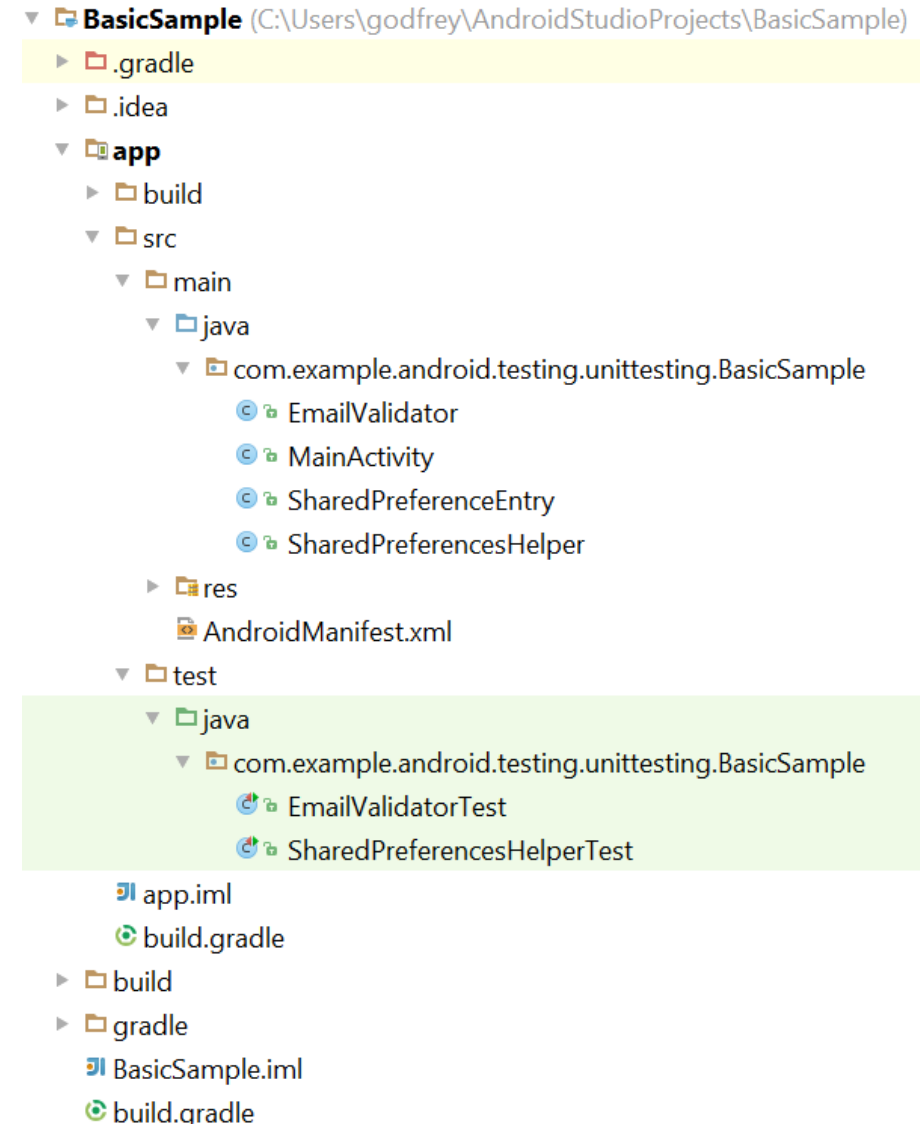 BasicSample (C:\Users\godfrey\AndroidStudioProjects\BasicSample)
.gradle
.idea
app
build
src
main
java
com.example.android.testing.unittesting.BasicSample
EmailValidator
MainActivity
SharedPreferenceEntry
SharedPreferencesHelper
res
AndroidManifest.xml
test
java
com.example.android.testing.unittesting.BasicSample
EmailValidatorTest
SharedPreferencesHelperTest
app.iml
build.gradle
build
gradle
BasicSample.iml
build.gradle